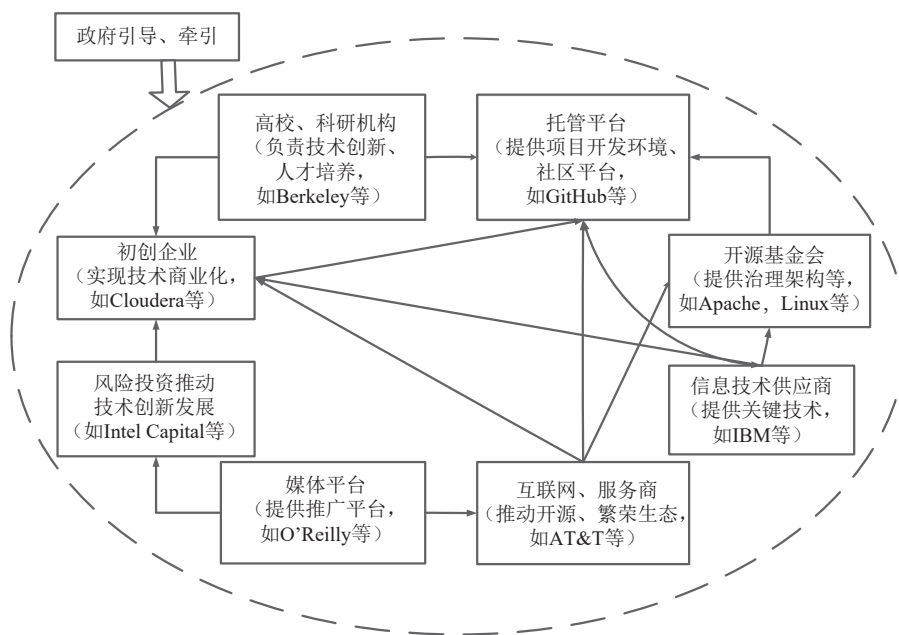 政府引导、牵引
高校、科研机构
（负责技术创新、
人才培养，
如Berkeley等）
托管平台
（提供项目开发环境、
社区平台，
如GitHub等）
初创企业
（实现技术商业化，
如Cloudera等）
开源基金会
（提供治理架构等，
如Apache，Linux等）
风险投资推动
技术创新发展
（如Intel Capital等）
信息技术供应商
（提供关键技术，
如IBM等）
媒体平台
（提供推广平台，
如O’Reilly等）
互联网、服务商
（推动开源、繁荣生态，
如AT&T等）